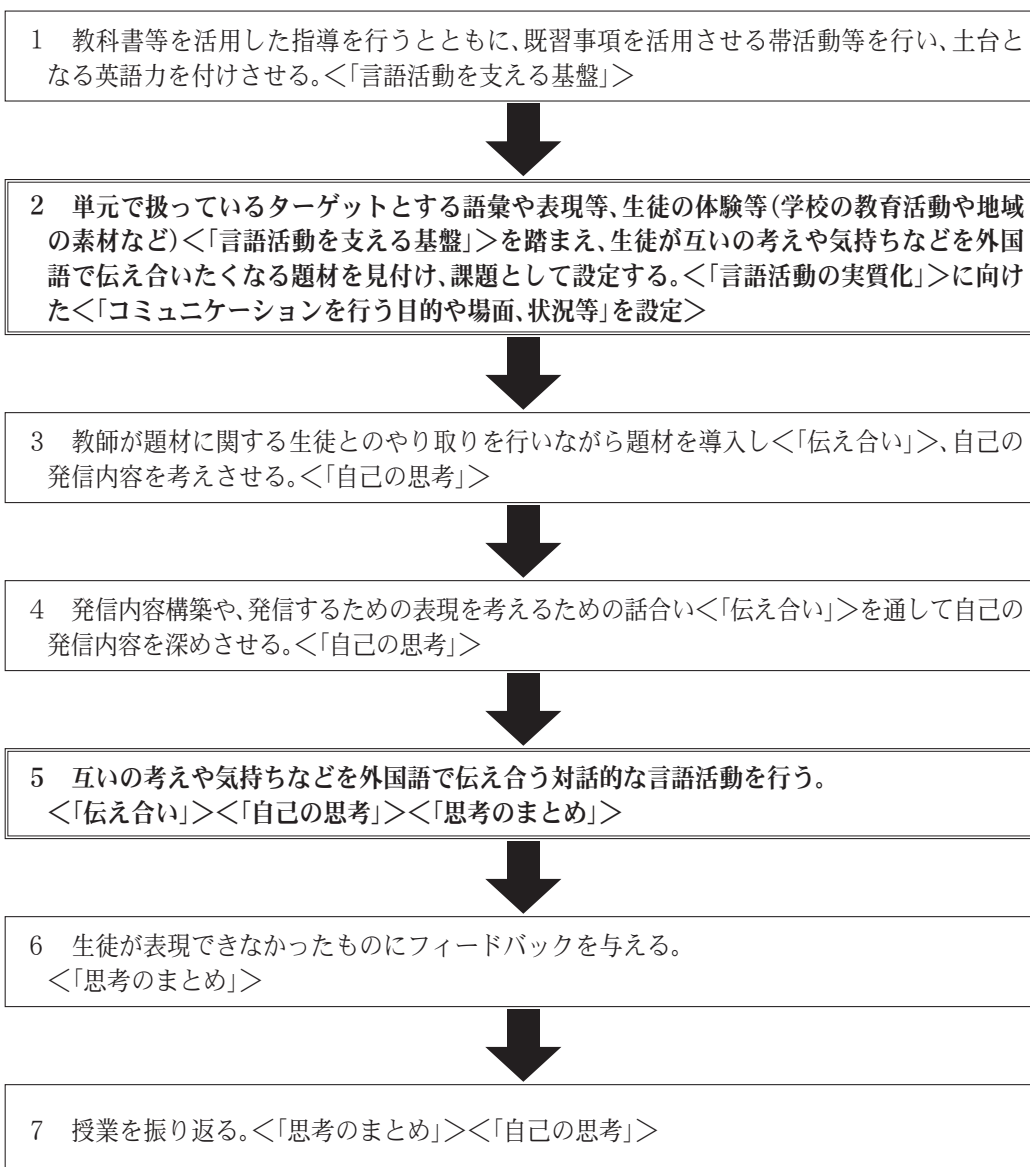 1 教科書等を活用した指導を行うとともに、既習事項を活用させる帯活動等を行い、土台と
なる英語力を付けさせる。＜「言語活動を支える基盤」＞
2 単元で扱っているターゲットとする語彙や表現等、生徒の体験等(学校の教育活動や地域
の素材など)＜「言語活動を支える基盤」＞を踏まえ、生徒が互いの考えや気持ちなどを外国
語で伝え合いたくなる題材を見付け、課題として設定する。＜「言語活動の実質化」＞に向け
た＜「コミュニケーションを行う目的や場面、状況等」を設定＞
3 教師が題材に関する生徒とのやり取りを行いながら題材を導入し＜「伝え合い」＞、自己の
発信内容を考えさせる。＜「自己の思考」＞
4 発信内容構築や、発信するための表現を考えるための話合い＜「伝え合い」＞を通して自己の
発信内容を深めさせる。＜「自己の思考」＞
5 互いの考えや気持ちなどを外国語で伝え合う対話的な言語活動を行う。
＜「伝え合い」＞＜「自己の思考」＞＜「思考のまとめ」＞
6 生徒が表現できなかったものにフィードバックを与える。
＜「思考のまとめ」＞
7 授業を振り返る。＜「思考のまとめ」＞＜「自己の思考」＞